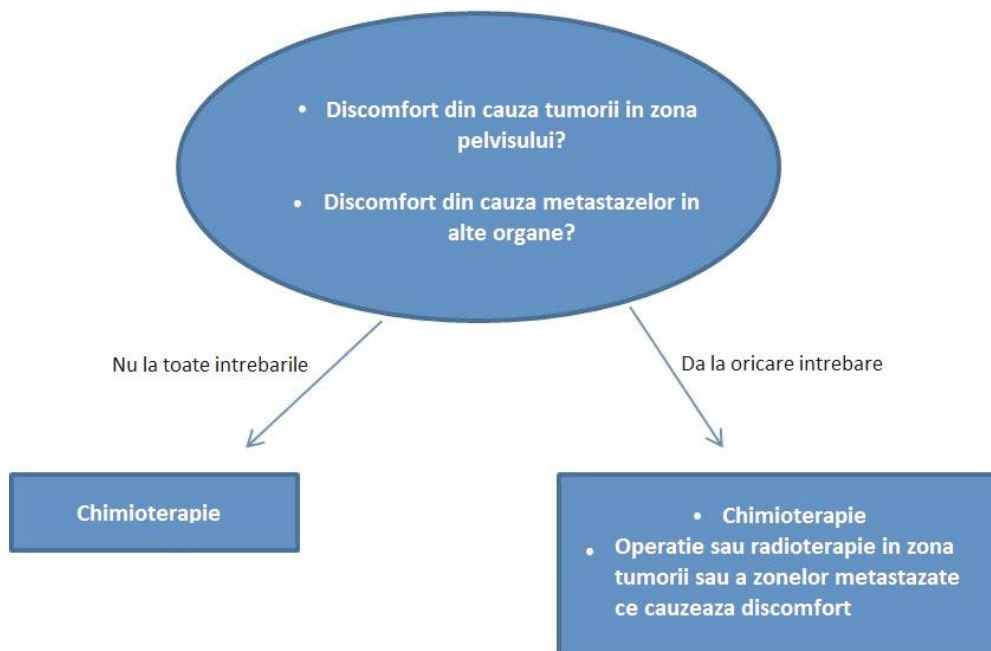 • Discomfort din cauza tumorii in zona
pelvisului?
• Discomfort din cauza metastazelor in
alte organe?
Nu la toate intrebarile
Da la oricare intrebare
Chimioterapie
• Chimioterapie
• Operatie sau radioterapie in zona
tumorii sau a zonelor metastazate
ce cauzeaza discomfort